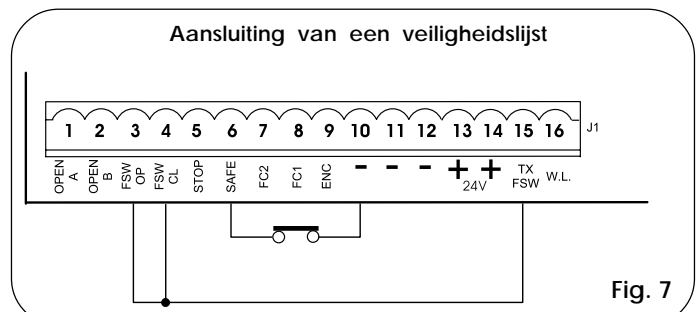 Aansluiting van een veiligheidslijst
1 2 3 4 5 6 7 8 9 10 11 12 13 14 15 16 J1
OPEN A
OPEN B
FSW OP
FSW CL
STOP
SAFE
FC2
FC1
ENC
- - - + +
24V
TX FSW
W.L.
Fig. 7